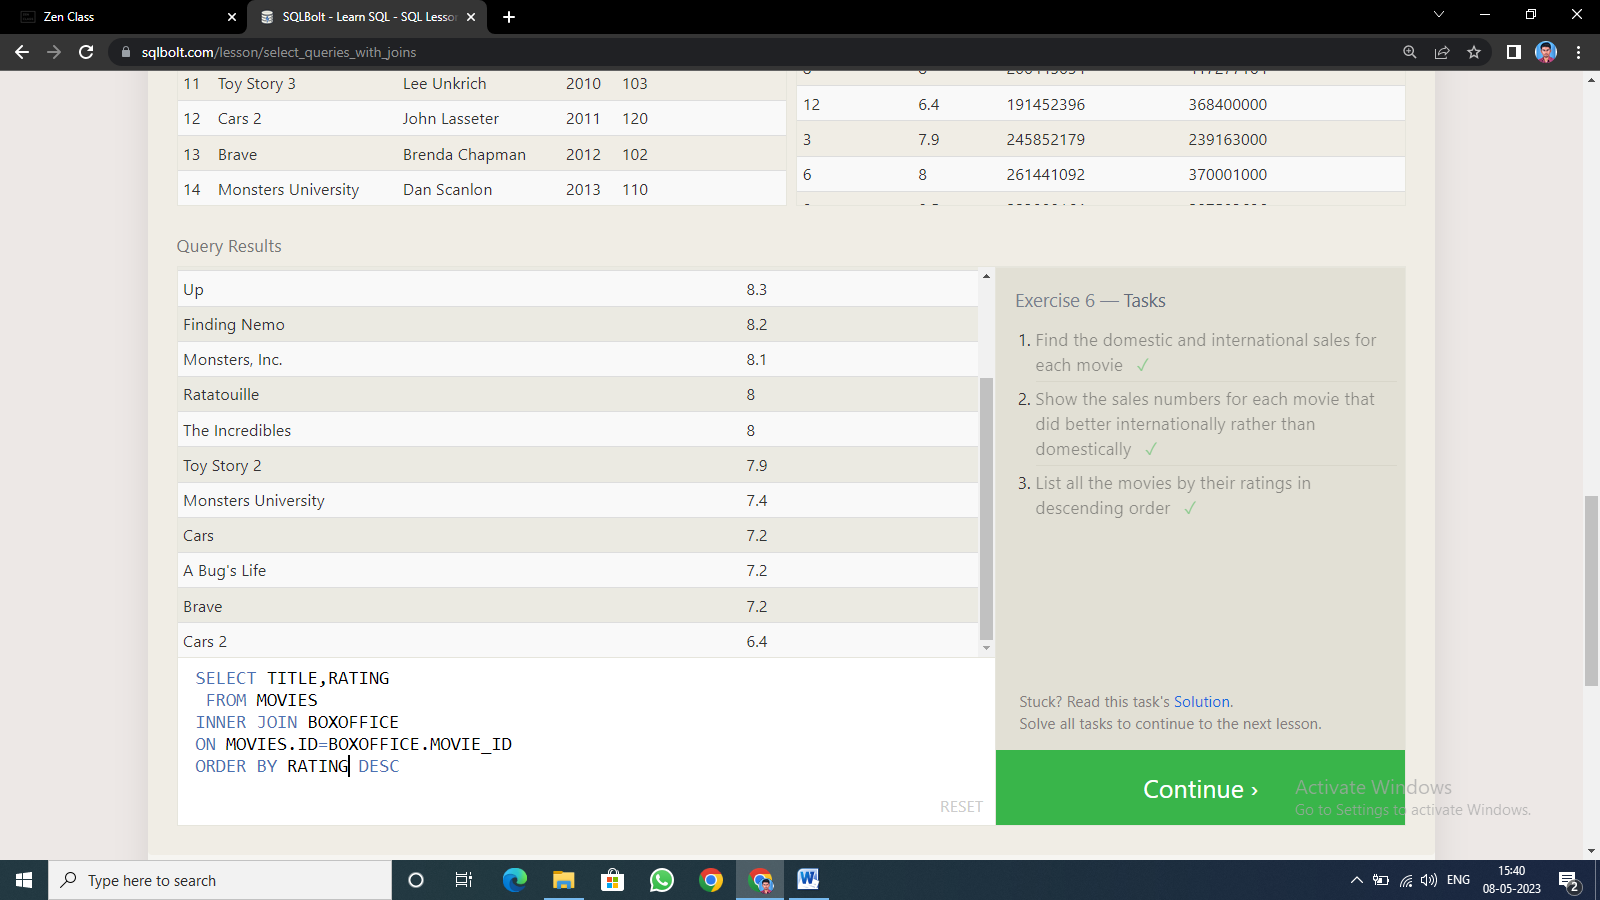 Zen Class
SQLBolt - Learn SQL - SQL Lesson
sqlbolt.com/lesson/select_queries_with_joins
11 Toy Story 3 Lee Unkrich 2010 103
12 Cars 2 John Lasseter 2011 120
13 Brave Brenda Chapman 2012 102
14 Monsters University Dan Scanlon 2013 110
12 6.4 191452396 368400000
3 7.9 245852179 239163000
6 8 261441092 370001000
Query Results
Up 8.3
Finding Nemo 8.2
Monsters, Inc. 8.1
Ratatouille 8
The Incredibles 8
Toy Story 2 7.9
Monsters University 7.4
Cars 7.2
A Bug's Life 7.2
Brave 7.2
Cars 2 6.4
SELECT TITLE,RATING
FROM MOVIES
INNER JOIN BOXOFFICE
ON MOVIES.ID=BOXOFFICE.MOVIE_ID
ORDER BY RATING DESC
RESET
Exercise 6 — Tasks
1. Find the domestic and international sales for
each movie ✓
2. Show the sales numbers for each movie that
did better internationally rather than
domestically ✓
3. List all the movies by their ratings in
descending order ✓
Stuck? Read this task's Solution.
Solve all tasks to continue to the next lesson.
Continue ›
Activate Windows
Go to Settings to activate Windows.
Type here to search
ENG
15:40
08-05-2023
2